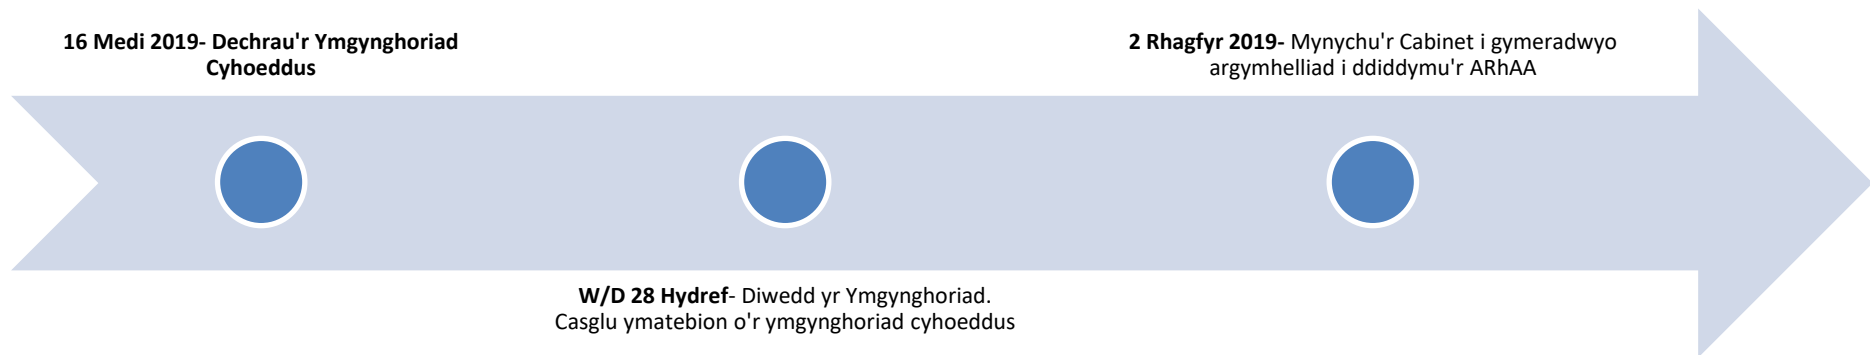 16 Medi 2019- Dechrau'r Ymgynghoriad
Cyhoeddus
2 Rhagfyr 2019- Mynychu'r Cabinet i gymeradwyo
argymhelliad i ddiddymu'r ARhAA
W/D 28 Hydref- Diwedd yr Ymgynghoriad.
Casglu ymatebion o'r ymgynghoriad cyhoeddus